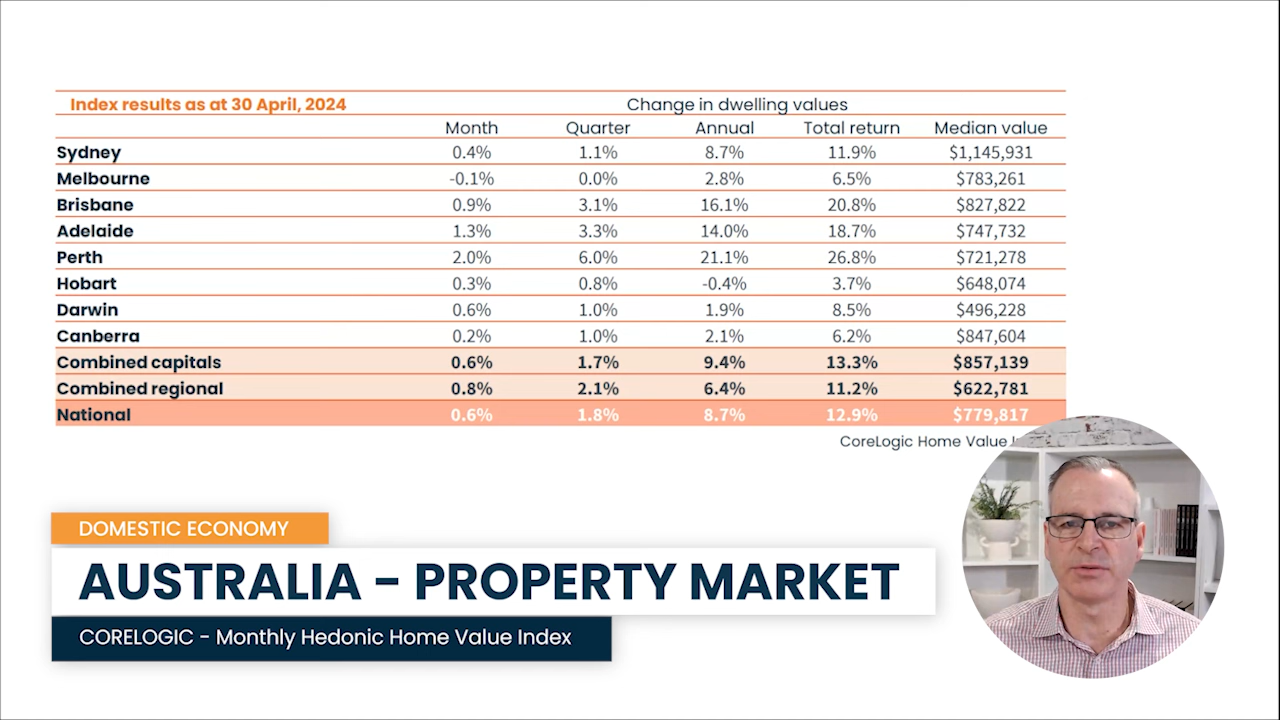 Index results as at 30 April, 2024 Change in dwelling values
Month Quarter Annual Total return Median value
Sydney 0.4% 1.1% 8.7% 11.9% $1,145,931
Melbourne -0.1% 0.0% 2.8% 6.5% $783,261
Brisbane 0.9% 3.1% 16.1% 20.8% $827,822
Adelaide 1.3% 3.3% 14.0% 18.7% $747,732
Perth 2.0% 6.0% 21.1% 26.8% $721,278
Hobart 0.3% 0.8% -0.4% 3.7% $648,074
Darwin 0.6% 1.0% 1.9% 8.5% $496,228
Canberra 0.2% 1.0% 2.1% 6.2% $847,604
Combined capitals 0.6% 1.7% 9.4% 13.3% $857,139
Combined regional 0.8% 2.1% 6.4% 11.2% $622,781
National 0.6% 1.8% 8.7% 12.9% $779,817
CoreLogic Home Value
DOMESTIC ECONOMY
AUSTRALIA - PROPERTY MARKET
CORELOGIC - Monthly Hedonic Home Value Index